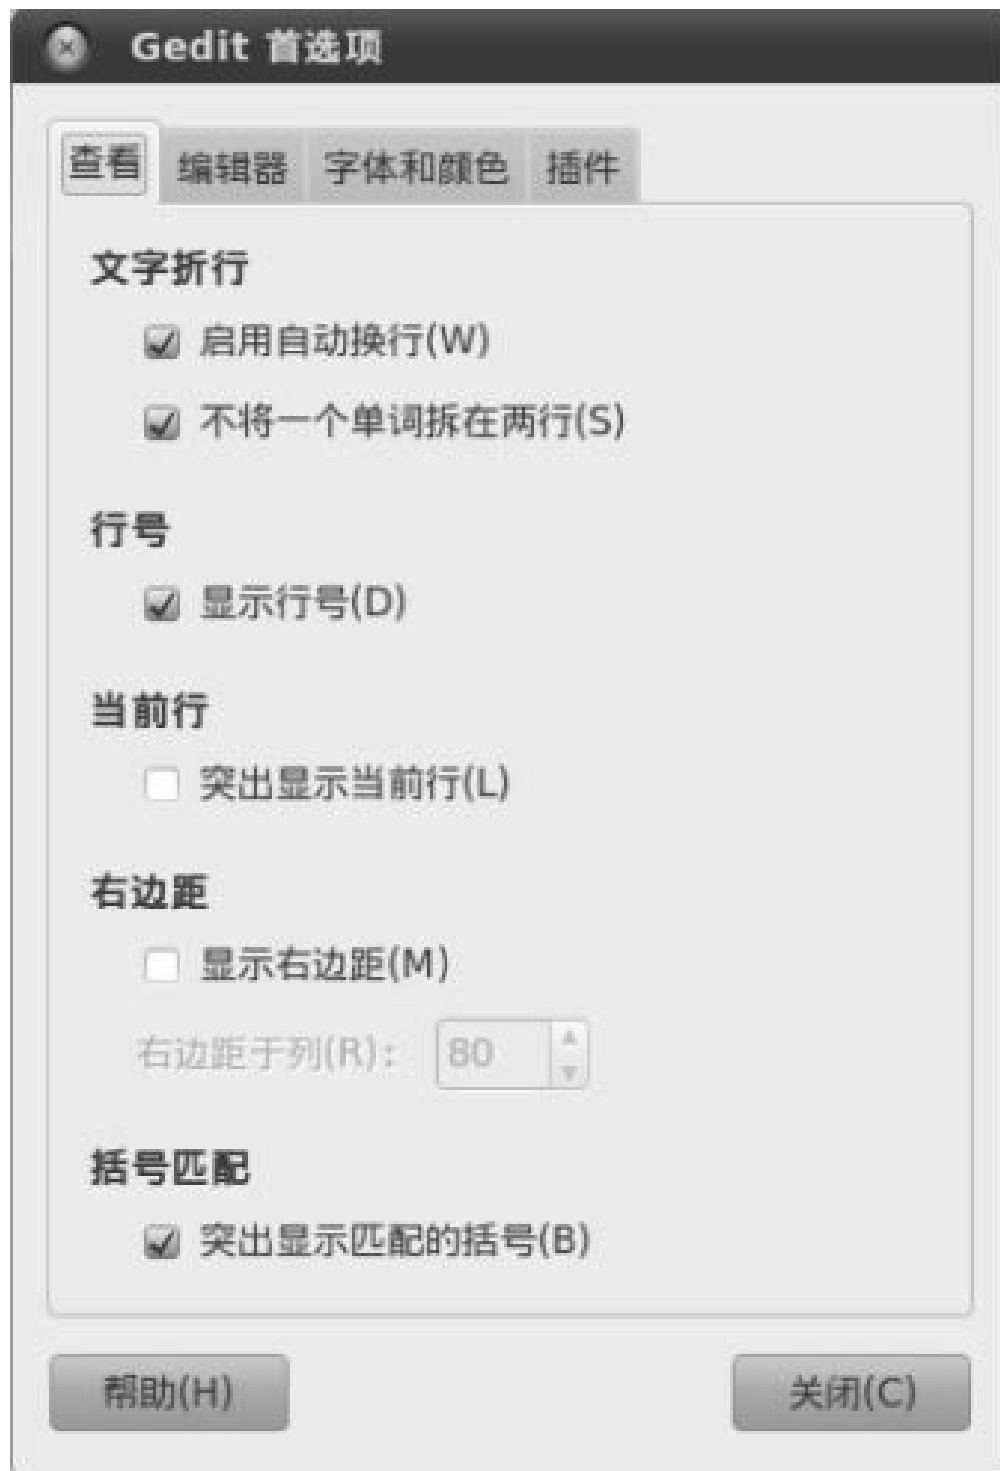 Gedit 首选项
查看 编辑器 字体和颜色 插件
文字折行
启用自动换行(W)
不将一个单词拆在两行(S)
行号
显示行号(D)
当前行
突出显示当前行(L)
右边距
显示右边距(M)
右边距于列(R): 80
括号匹配
突出显示匹配的括号(B)
帮助(H) 关闭(C)